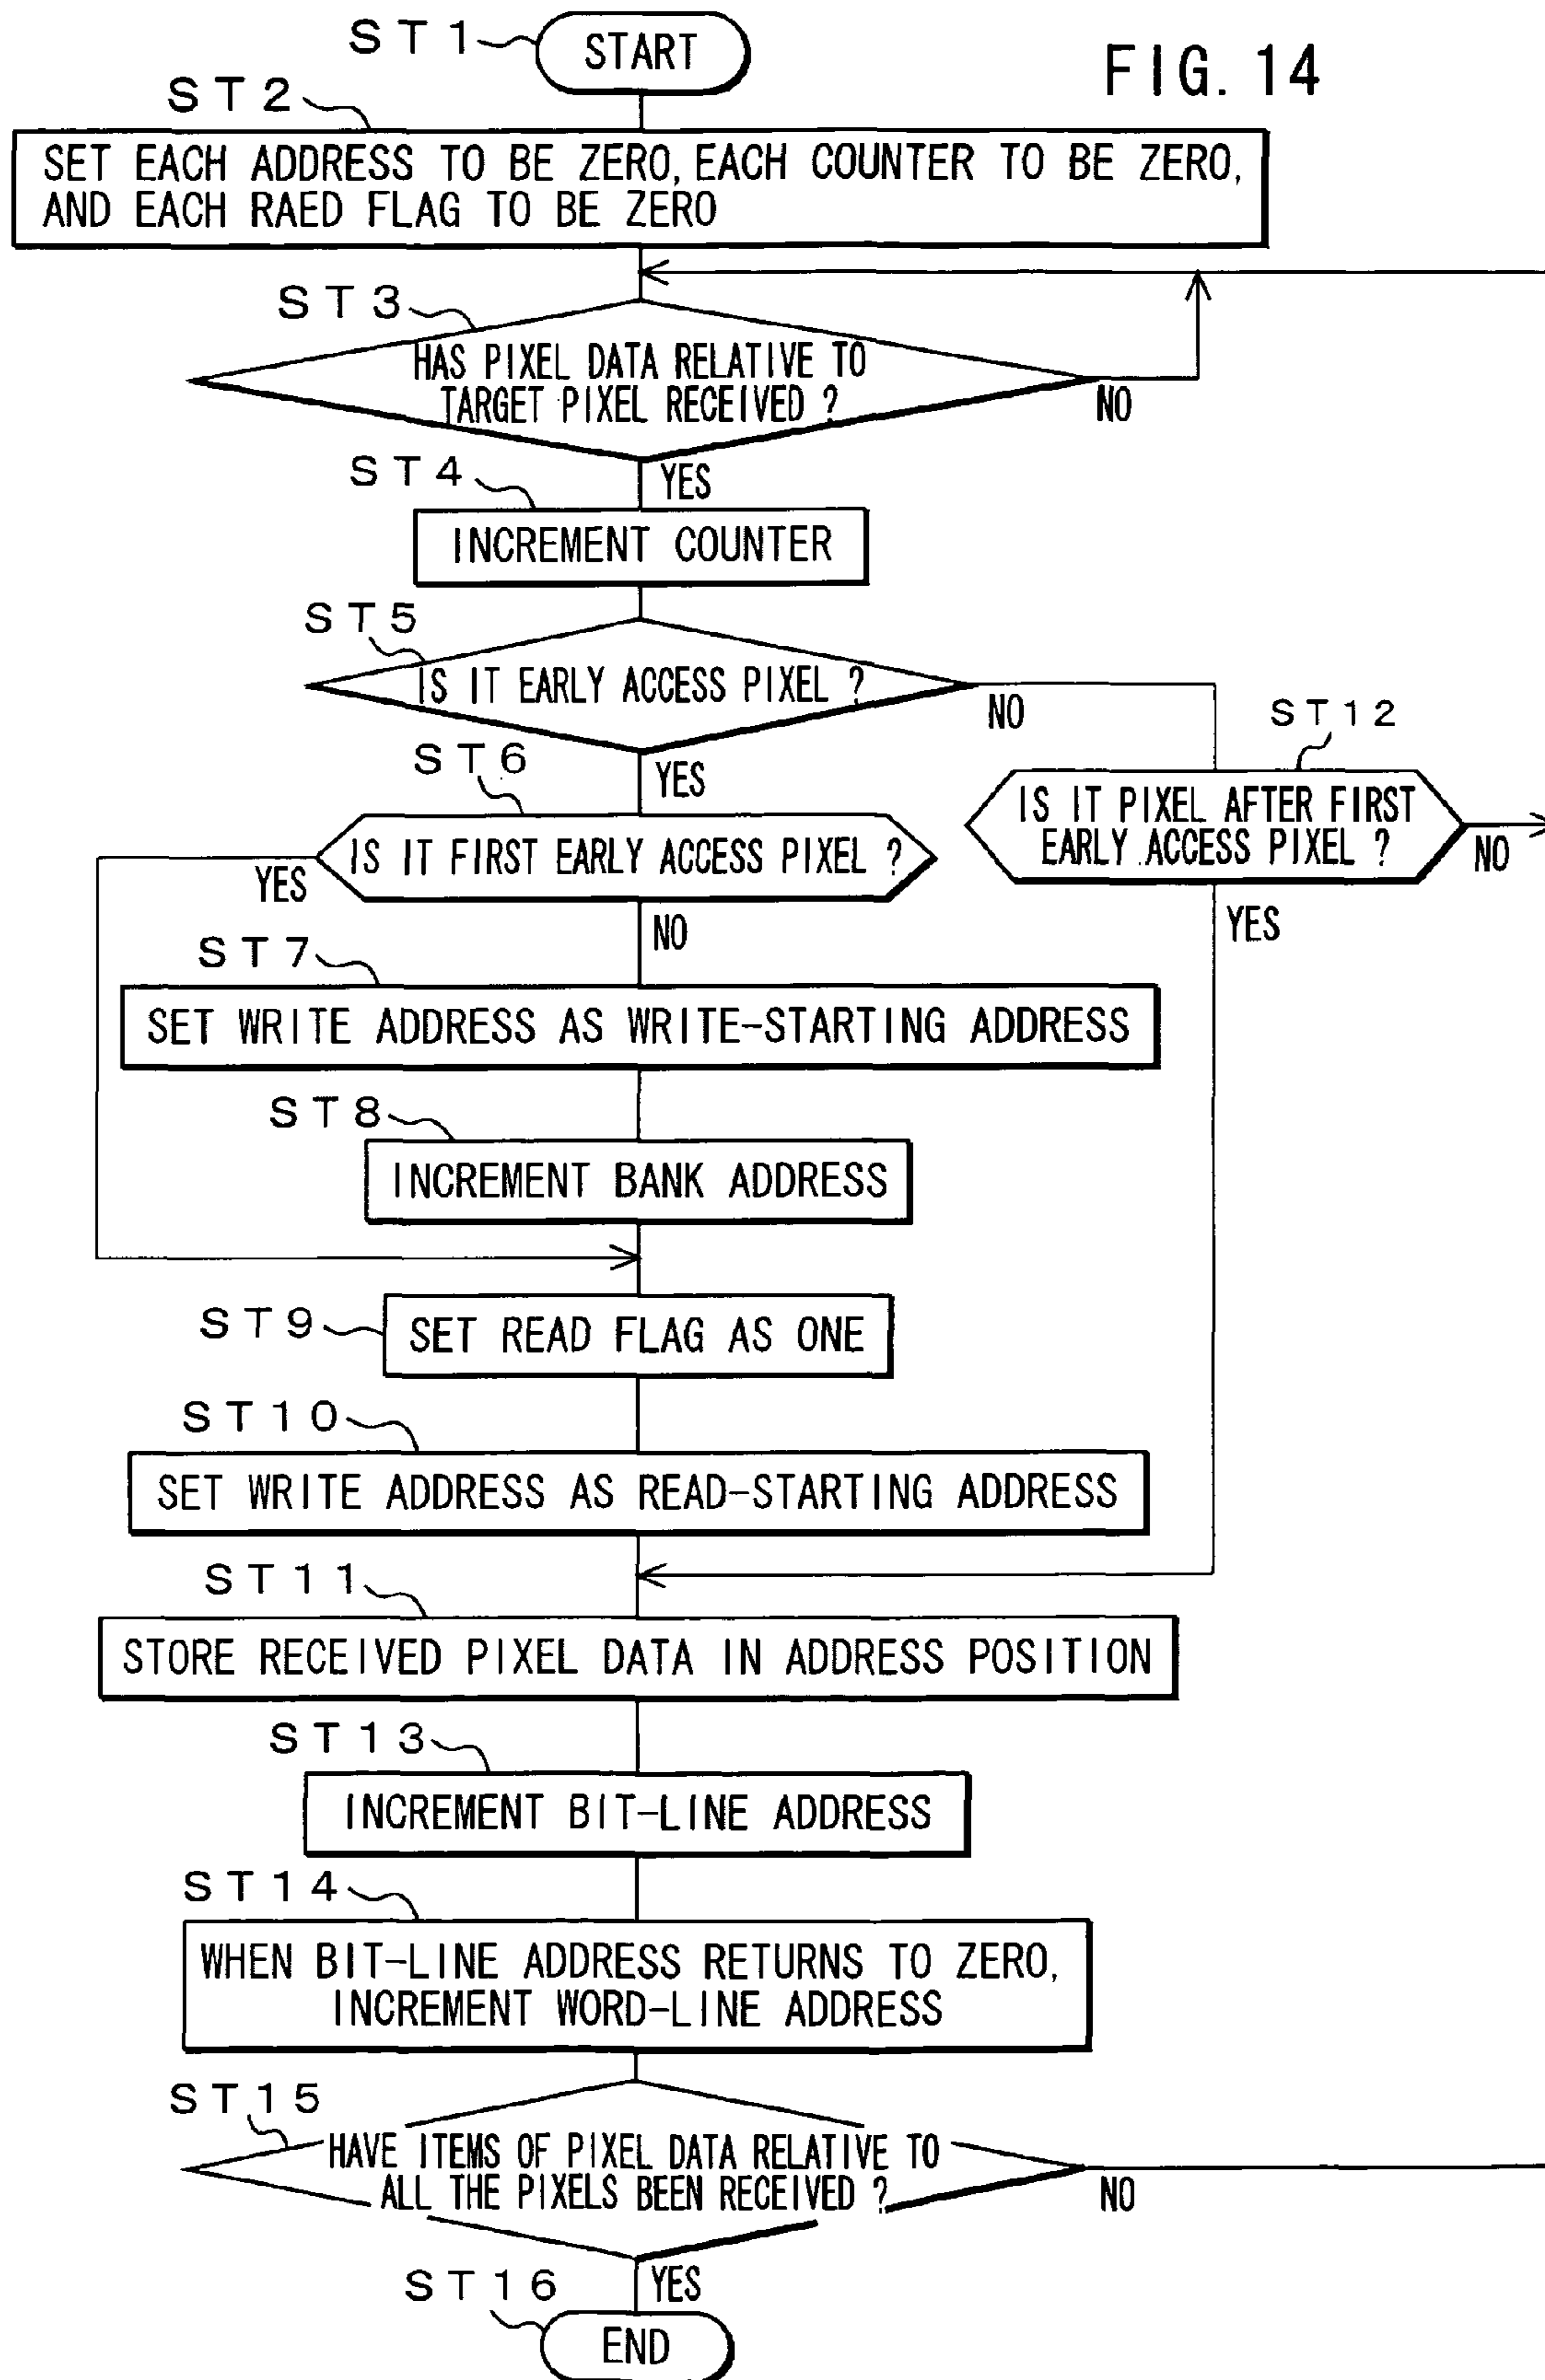 ST1
START
FIG. 14
ST2
SET EACH ADDRESS TO BE ZERO, EACH COUNTER TO BE ZERO,
AND EACH RAED FLAG TO BE ZERO
ST3
HAS PIXEL DATA RELATIVE TO
TARGET PIXEL RECEIVED ?
NO
YES
ST4
INCREMENT COUNTER
ST5
IS IT EARLY ACCESS PIXEL ?
NO
YES
ST12
IS IT PIXEL AFTER FIRST
EARLY ACCESS PIXEL ?
NO
YES
ST6
IS IT FIRST EARLY ACCESS PIXEL ?
YES
NO
ST7
SET WRITE ADDRESS AS WRITE-STARTING ADDRESS
ST8
INCREMENT BANK ADDRESS
ST9
SET READ FLAG AS ONE
ST10
SET WRITE ADDRESS AS READ-STARTING ADDRESS
ST11
STORE RECEIVED PIXEL DATA IN ADDRESS POSITION
ST13
INCREMENT BIT-LINE ADDRESS
ST14
WHEN BIT-LINE ADDRESS RETURNS TO ZERO,
INCREMENT WORD-LINE ADDRESS
ST15
HAVE ITEMS OF PIXEL DATA RELATIVE TO
ALL THE PIXELS BEEN RECEIVED ?
NO
YES
ST16
END